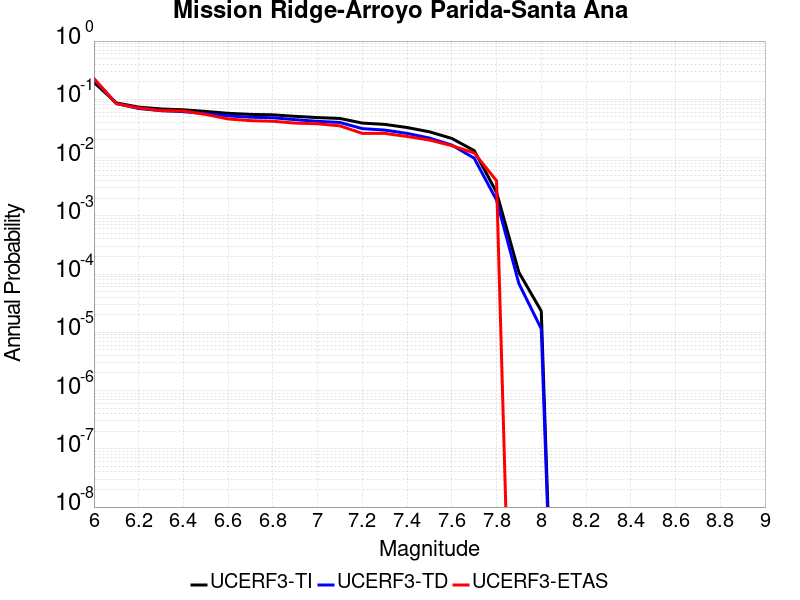 Mission Ridge-Arroyo Parida-Santa Ana
10^0
10^-1
10^-2
10^-3
10^-4
10^-5
10^-6
10^-7
10^-8
Annual Probability
6 6.2 6.4 6.6 6.8 7 7.2 7.4 7.6 7.8 8 8.2 8.4 8.6 8.8 9
Magnitude
UCERF3-TI UCERF3-TD UCERF3-ETAS